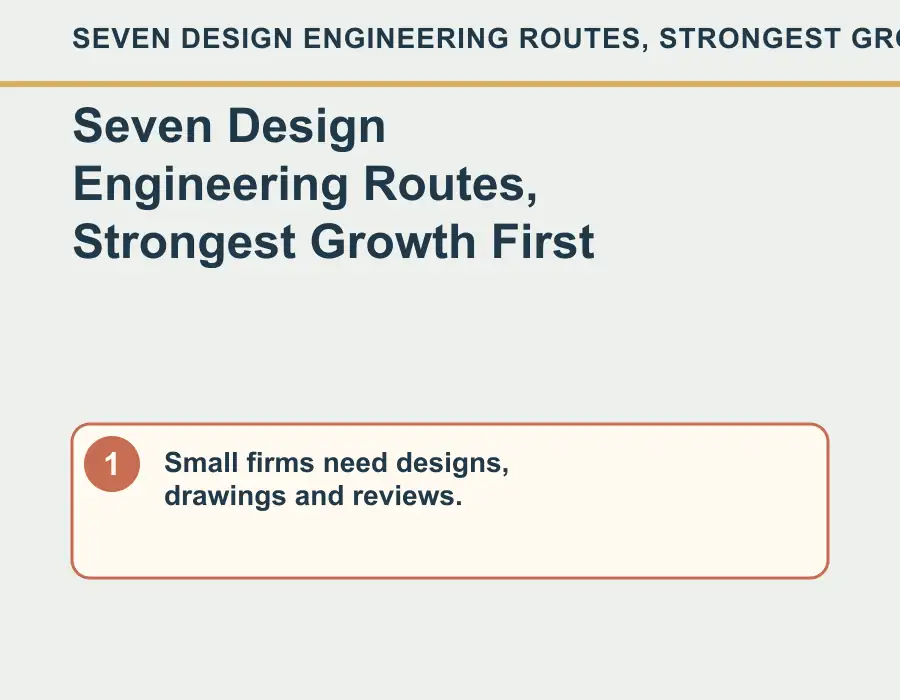 SEVEN DESIGN ENGINEERING ROUTES, STRONGEST
Seven Design
Engineering Routes,
Strongest Growth First
1
Small firms need designs,
drawings and reviews.